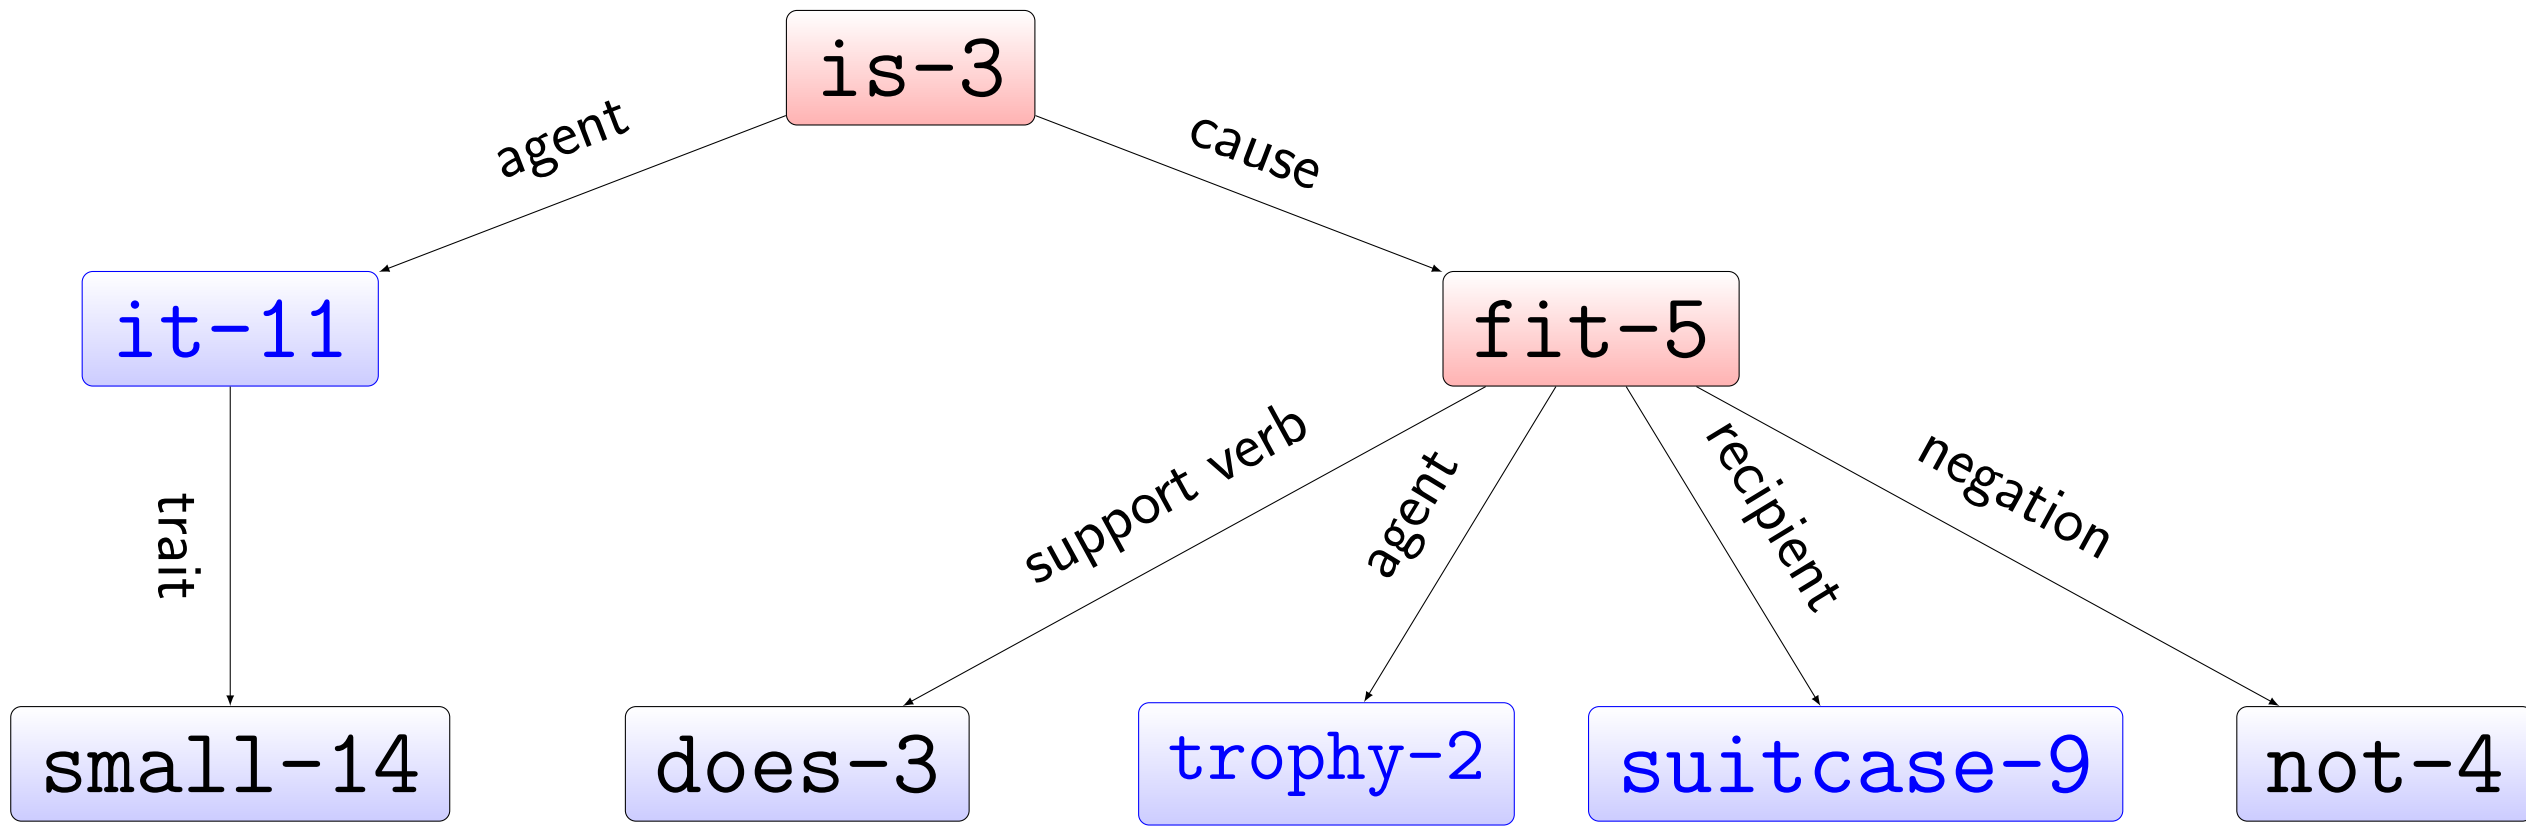 is-3
agent
cause
it-11
fit-5
trait
support verb
agent
recipient
negation
small-14
does-3
trophy-2
suitcase-9
not-4